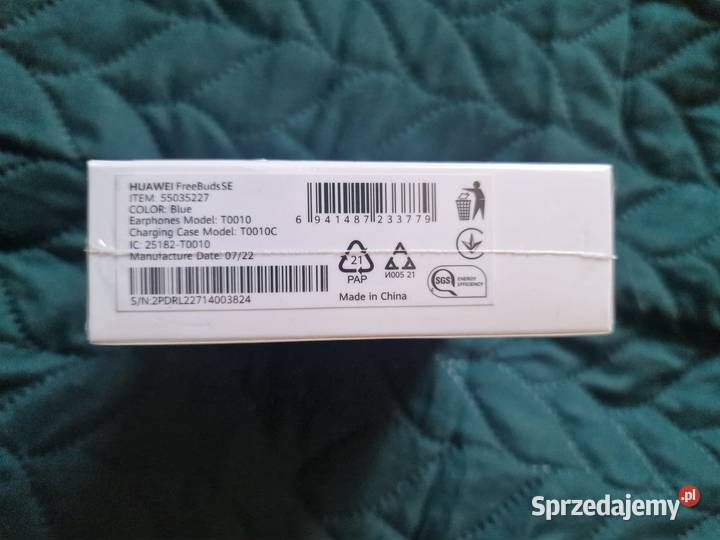 HUAWEI FreeBuds SE
ITEM: 55035227
COLOR: Blue
Earphones Model: T0010
Charging Case Model: T0010C
IC: 25182-T0010
Manufacture Date: 07/22
S/N:2PDRL22714003824
6 941487 233779
21
PAP
И005 21
Made in China
SGS
ENERGY
EFFICIENCY
Sprzedajemy.pl